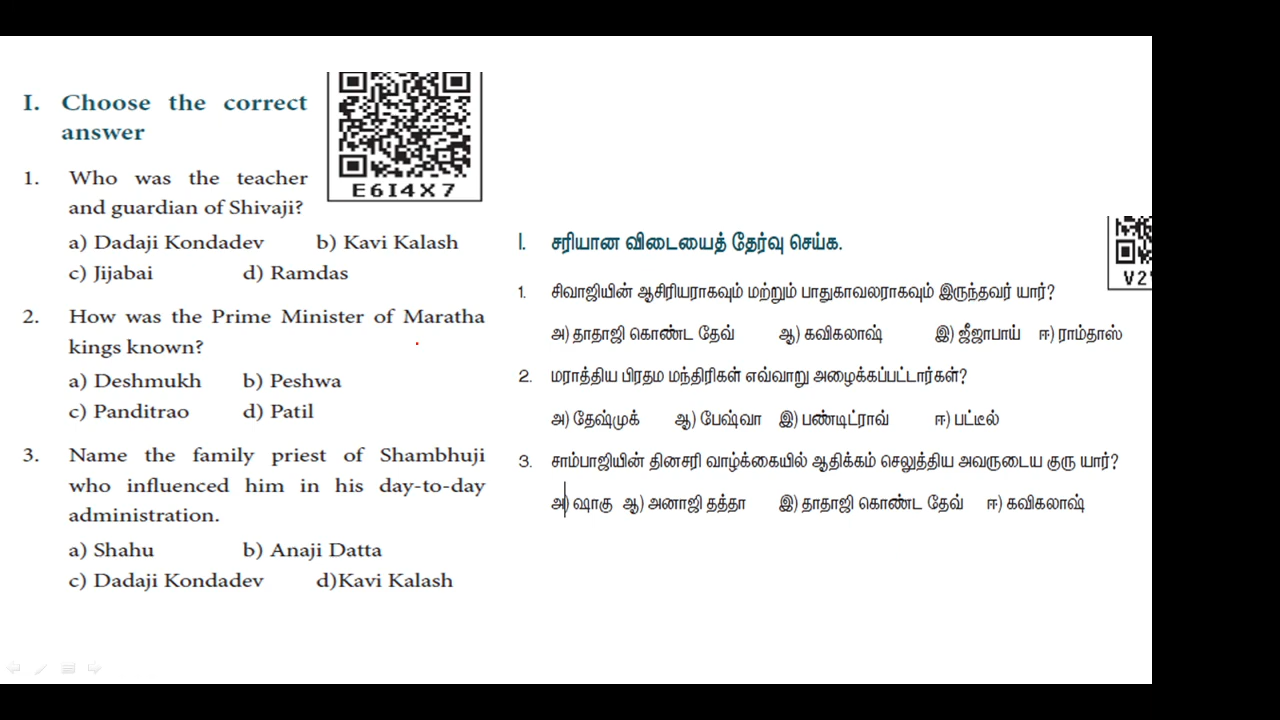 I. Choose the correct
answer
E6I4X7
1. Who was the teacher
and guardian of Shivaji?
a) Dadaji Kondadev b) Kavi Kalash
c) Jijabai d) Ramdas
2. How was the Prime Minister of Maratha
kings known?
a) Deshmukh b) Peshwa
c) Panditrao d) Patil
3. Name the family priest of Shambhuji
who influenced him in his day-to-day
administration.
a) Shahu b) Anaji Datta
c) Dadaji Kondadev d)Kavi Kalash
I. சரியான விடையைத் தேர்வு செய்க.
1. சிவாஜியின் ஆசிரியராகவும் மற்றும் பாதுகாவலராகவும் இருந்தவர் யார்?
அ) தாதாஜி கொண்ட தேவ் ஆ) கவிகலாஷ் இ) ஜீஜாபாய் ஈ) ராம்தாஸ்
2. மராத்திய பிரதம மந்திரிகள் எவ்வாறு அழைக்கப்பட்டார்கள்?
அ) தேஷ்முக் ஆ) பேஷ்வா இ) பண்டிட்ராவ் ஈ) பட்டீல்
3. சாம்பாஜியின் தினசரி வாழ்க்கையில் ஆதிக்கம் செலுத்திய அவருடைய குரு யார்?
அ) ஷாகு ஆ) அனாஜி தத்தா இ) தாதாஜி கொண்ட தேவ் ஈ) கவிகலாஷ்